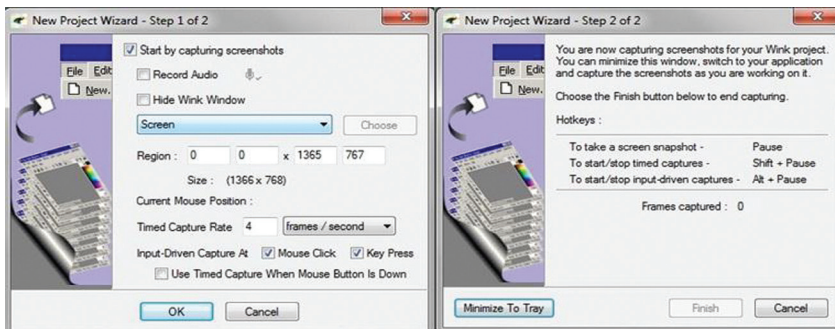 New Project Wizard - Step 1 of 2
File Edit
New.
Start by capturing screenshots
Record Audio
Hide Wink Window
Screen Choose
Region : 0 0 x 1365 767
Size : (1366 x 768)
Current Mouse Position :
Timed Capture Rate 4 frames / second
Input-Driven Capture At Mouse Click Key Press
Use Timed Capture When Mouse Button Is Down
OK Cancel
New Project Wizard - Step 2 of 2
File Edit
New.
You are now capturing screenshots for your Wink project.
You can minimize this window, switch to your application
and capture the screenshots as you are working on it.
Choose the Finish button below to end capturing.
Hotkeys :
To take a screen snapshot - Pause
To start/stop timed captures - Shift + Pause
To start/stop input-driven captures - Alt + Pause
Frames captured : 0
Minimize To Tray Finish Cancel